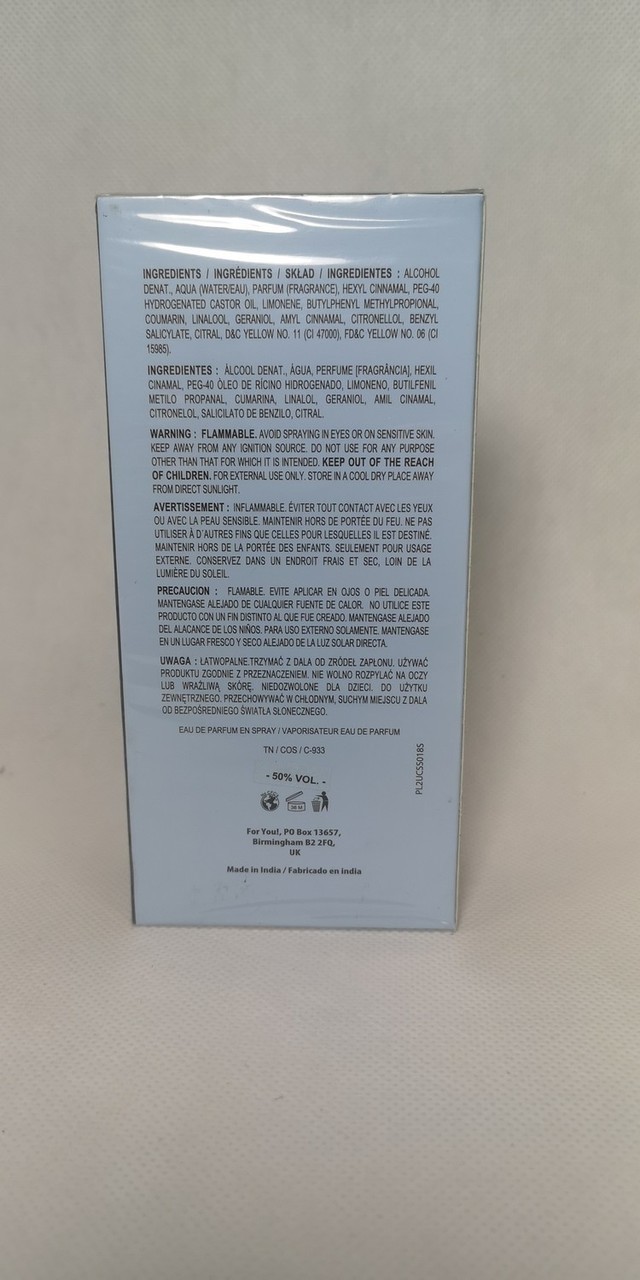 INGREDIENTS / INGRÉDIENTS / SKŁAD / INGREDIENTES : ALCOHOL
DENAT., AQUA (WATER/EAU), PARFUM (FRAGRANCE), HEXYL CINNAMAL, PEG-40
HYDROGENATED CASTOR OIL, LIMONENE, BUTYLPHENYL METHYLPROPIONAL,
COUMARIN, LINALOOL, GERANIOL, AMYL CINNAMAL, CITRONELLOL, BENZYL
SALICYLATE, CITRAL, D&C YELLOW NO. 11 (CI 47000), FD&C YELLOW NO. 06 (CI
15985).
INGREDIENTES : ÀLCOOL DENAT., ÀGUA, PERFUME [FRAGRÂNCIA], HEXIL
CINAMAL, PEG-40 ÒLEO DE RÍCINO HIDROGENADO, LIMONENO, BUTILFENIL
METILO PROPANAL, CUMARINA, LINALOL, GERANIOL, AMIL CINAMAL,
CITRONELOL, SALICILATO DE BENZILO, CITRAL.
WARNING : FLAMMABLE. AVOID SPRAYING IN EYES OR ON SENSITIVE SKIN.
KEEP AWAY FROM ANY IGNITION SOURCE. DO NOT USE FOR ANY PURPOSE
OTHER THAN THAT FOR WHICH IT IS INTENDED. KEEP OUT OF THE REACH
OF CHILDREN. FOR EXTERNAL USE ONLY. STORE IN A COOL DRY PLACE AWAY
FROM DIRECT SUNLIGHT.
AVERTISSEMENT : INFLAMMABLE. ÉVITER TOUT CONTACT AVEC LES YEUX
OU AVEC LA PEAU SENSIBLE. MAINTENIR HORS DE PORTÉE DU FEU. NE PAS
UTILISER À D'AUTRES FINS QUE CELLES POUR LESQUELLES IL EST DESTINÉ.
MAINTENIR HORS DE LA PORTÉE DES ENFANTS. SEULEMENT POUR USAGE
EXTERNE. CONSERVEZ DANS UN ENDROIT FRAIS ET SEC, LOIN DE LA
LUMIÈRE DU SOLEIL.
PRECAUCION : FLAMABLE. EVITE APLICAR EN OJOS O PIEL DELICADA.
MANTENGASE ALEJADO DE CUALQUIER FUENTE DE CALOR. NO UTILICE ESTE
PRODUCTO CON UN FIN DISTINTO AL QUE FUE CREADO. MANTENGASE ALEJADO
DEL ALACANCE DE LOS NIÑOS. PARA USO EXTERNO SOLAMENTE. MANTENGASE
EN UN LUGAR FRESCO Y SECO ALEJADO DE LA LUZ SOLAR DIRECTA.
UWAGA : ŁATWOPALNE.TRZYMAĆ Z DALA OD ŹRÓDEŁ ZAPŁONU. UŻYWAĆ
PRODUKTU ZGODNIE Z PRZEZNACZENIEM. NIE WOLNO ROZPYLAĆ NA OCZY
LUB WRAŻLIWĄ SKÓRĘ. NIEDOZWOLONE DLA DZIECI. DO UŻYTKU
ZEWNĘTRZNEGO. PRZECHOWYWAĆ W CHŁODNYM, SUCHYM MIEJSCU Z DALA
OD BEZPOŚREDNIEGO ŚWIATŁA SŁONECZNEGO.
EAU DE PARFUM EN SPRAY / VAPORISATEUR EAU DE PARFUM
TN / COS / C-933
PL2UCSS018S
- 50% VOL. -
36 M
For You!, PO Box 13657,
Birmingham B2 2FQ,
UK
Made in India / Fabricado en india